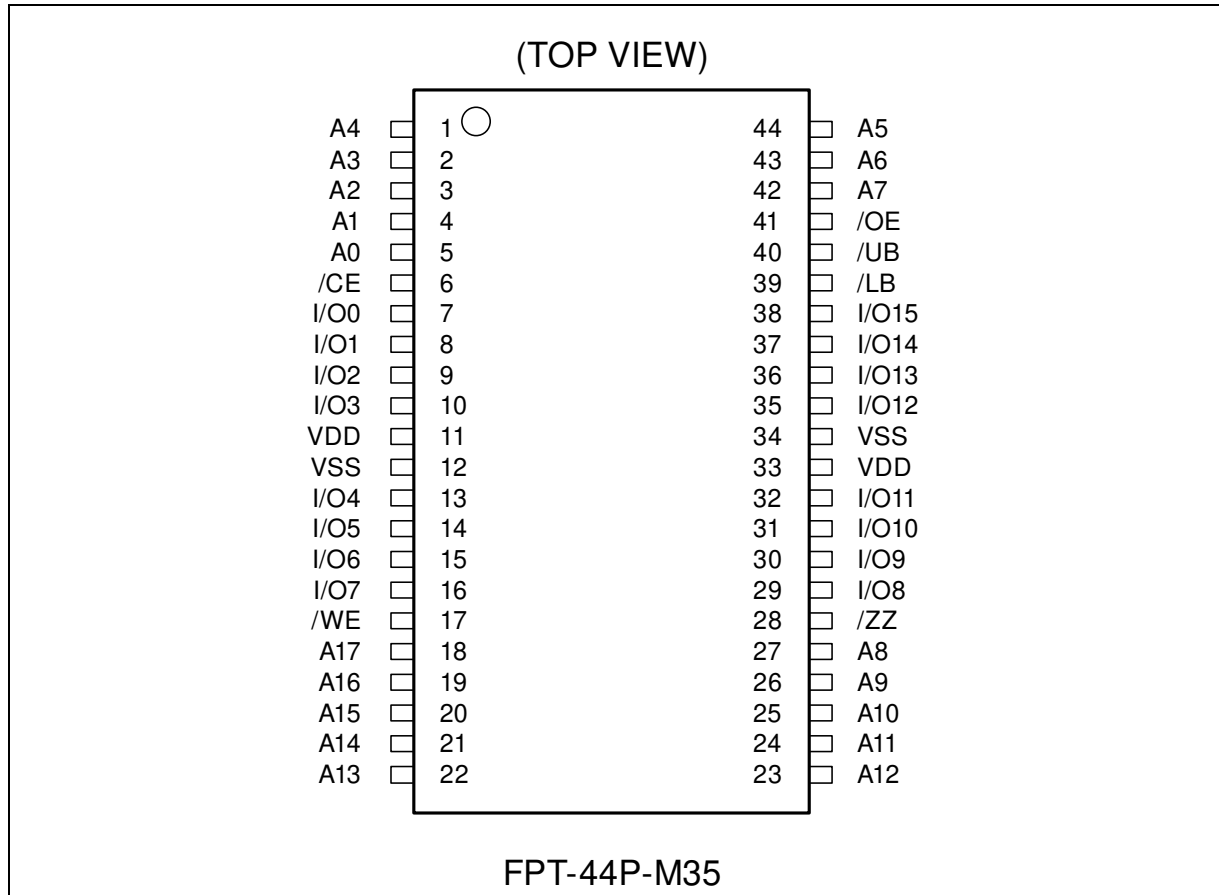 (TOP VIEW)
A4 1 44 A5
A3 2 43 A6
A2 3 42 A7
A1 4 41 /OE
A0 5 40 /UB
/CE 6 39 /LB
I/O0 7 38 I/O15
I/O1 8 37 I/O14
I/O2 9 36 I/O13
I/O3 10 35 I/O12
VDD 11 34 VSS
VSS 12 33 VDD
I/O4 13 32 I/O11
I/O5 14 31 I/O10
I/O6 15 30 I/O9
I/O7 16 29 I/O8
/WE 17 28 /ZZ
A17 18 27 A8
A16 19 26 A9
A15 20 25 A10
A14 21 24 A11
A13 22 23 A12
FPT-44P-M35